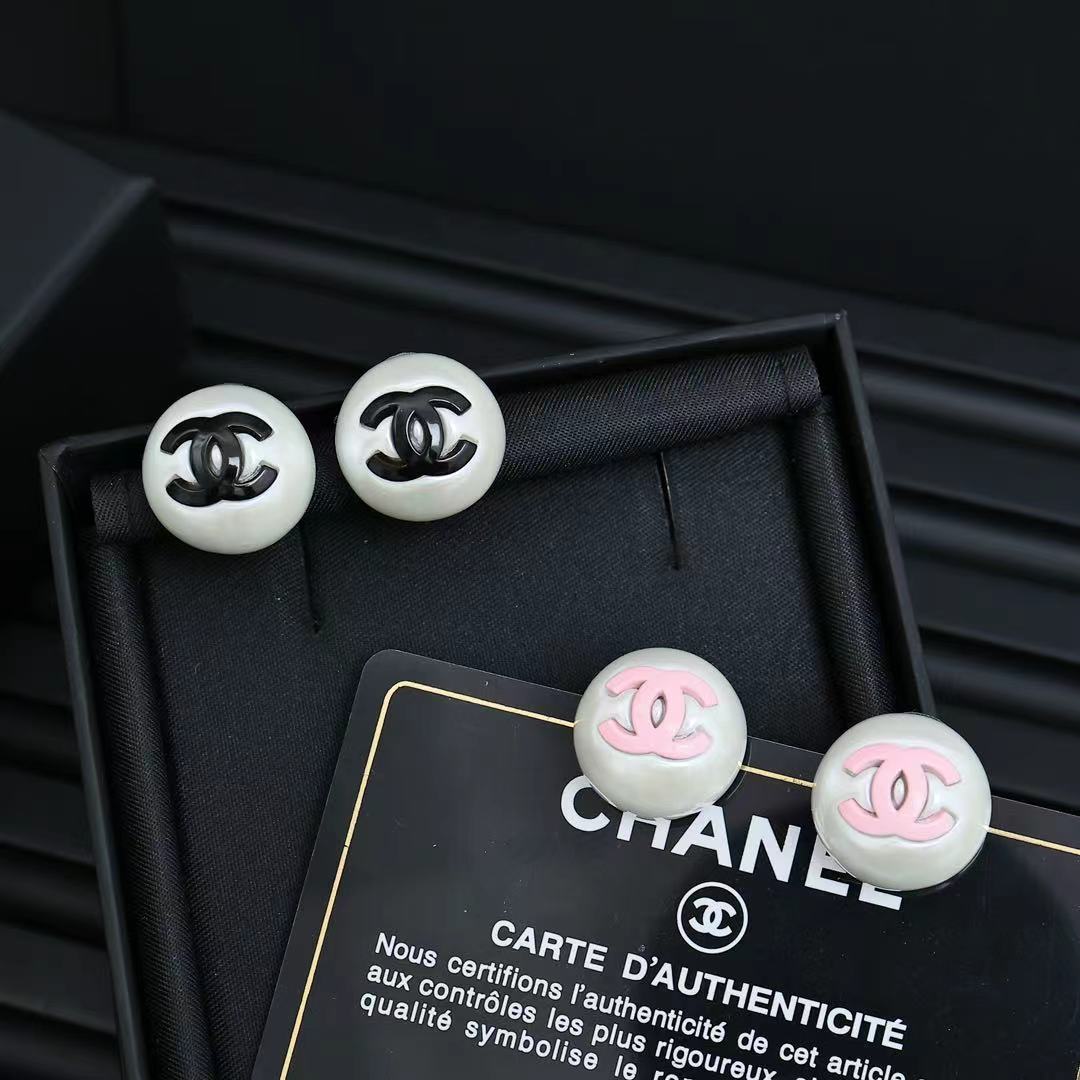 CHANEL
CARTE D'AUTHENTICITÉ
Nous certifions l'authenticité de cet article
aux contrôles les plus rigoureux
qualité symbolise le